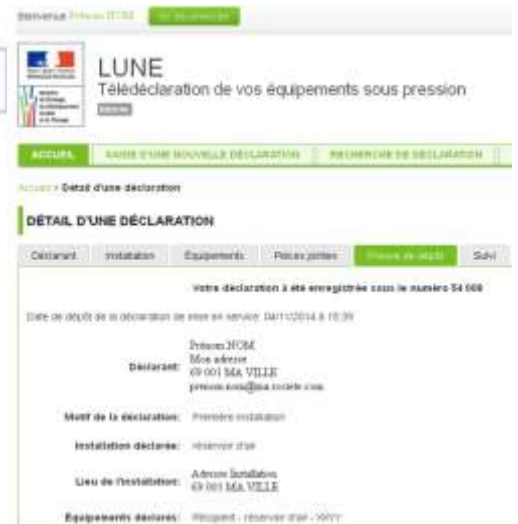 Bienvenue Prénom NOM
LUNE
Télédéclaration de vos équipements sous pression
ACCUEIL SAISIE D'UNE NOUVELLE DÉCLARATION RECHERCHE DE DÉCLARATION
Accueil > Détail d'une déclaration
DÉTAIL D'UNE DÉCLARATION
Déclarant Installation Équipements Pièces jointes Preuve de dépôt Suivi
Votre déclaration a été enregistrée sous le numéro 54 008
Date de dépôt de la déclaration de mise en service: 04/11/2014 à
Déclarant: Prénom NOM
Mon adresse
69 001 MA VILLE
prenom.nom@ma.societe.com
Motif de la déclaration: Première installation
Installation déclarée: réservoir d'air
Lieu de l'installation: Adresse Installation
69 001 MA VILLE
Équipements déclarés: Récipient - réservoir d'air -